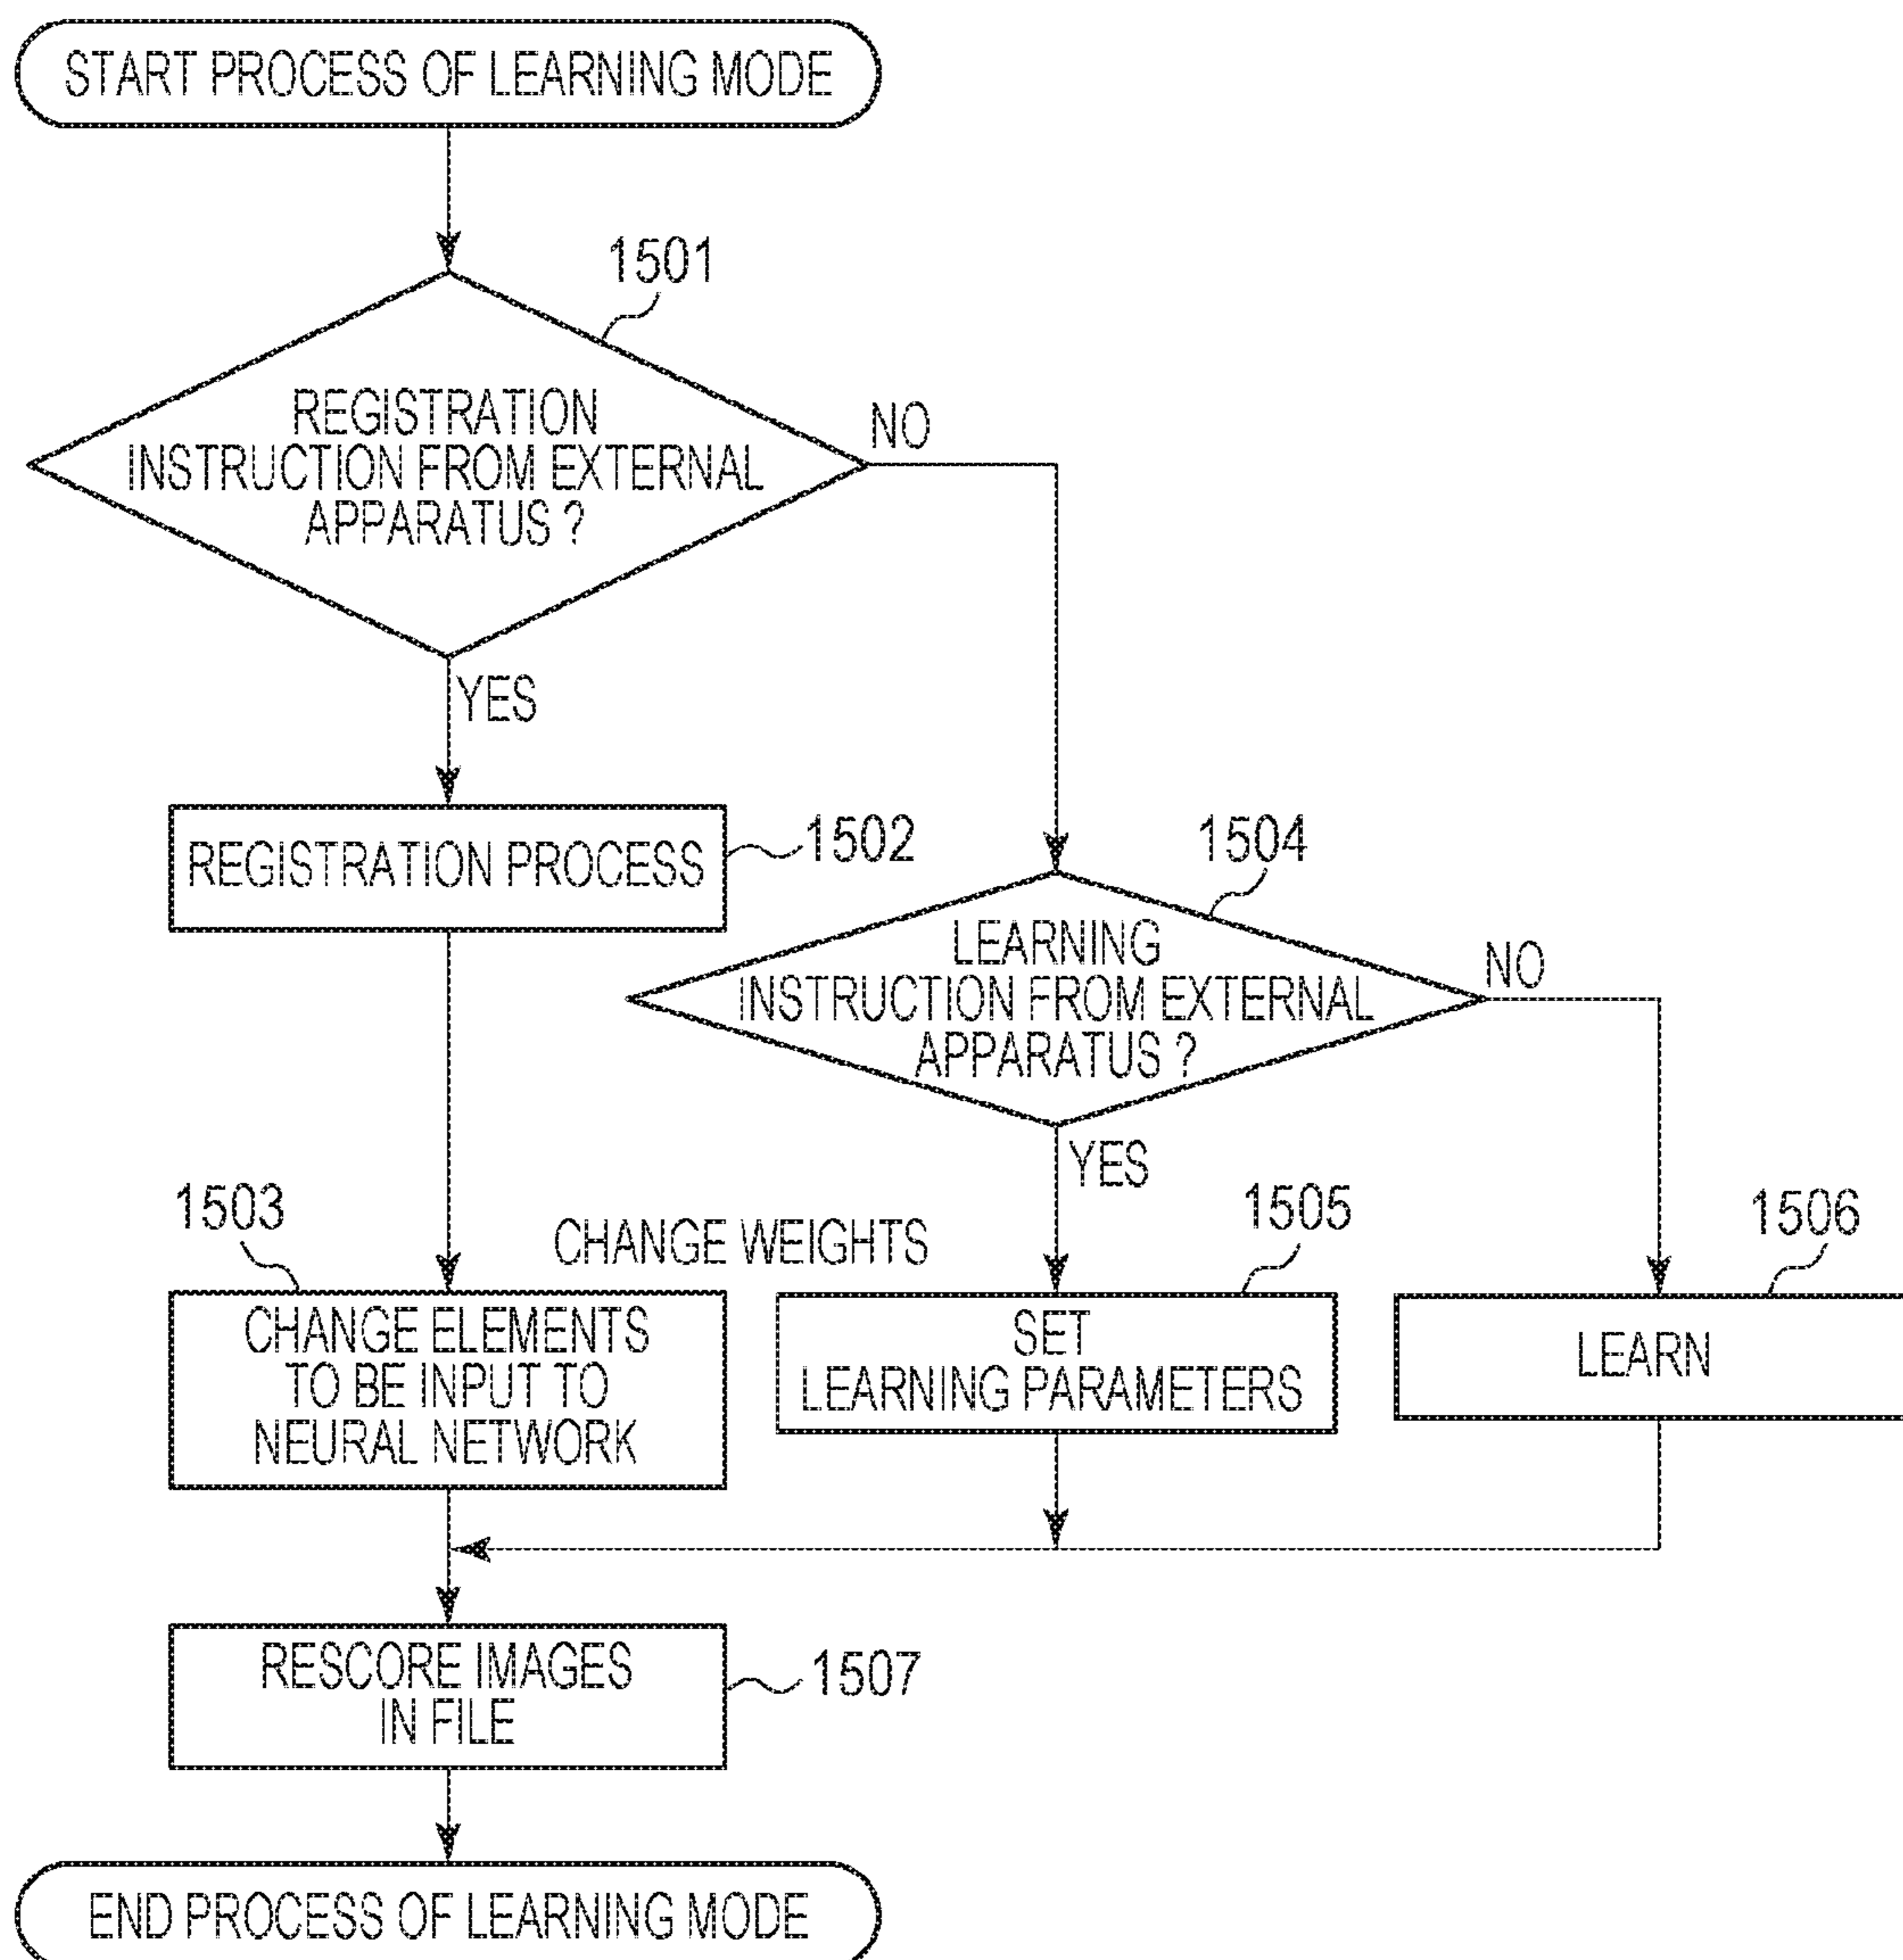 START PROCESS OF LEARNING MODE
1501
REGISTRATION
INSTRUCTION FROM EXTERNAL
APPARATUS ?
NO
YES
REGISTRATION PROCESS
1502
1504
LEARNING
INSTRUCTION FROM EXTERNAL
APPARATUS ?
NO
YES
1503
CHANGE WEIGHTS
1505
1506
CHANGE ELEMENTS
TO BE INPUT TO
NEURAL NETWORK
SET
LEARNING PARAMETERS
LEARN
RESCORE IMAGES
IN FILE
1507
END PROCESS OF LEARNING MODE